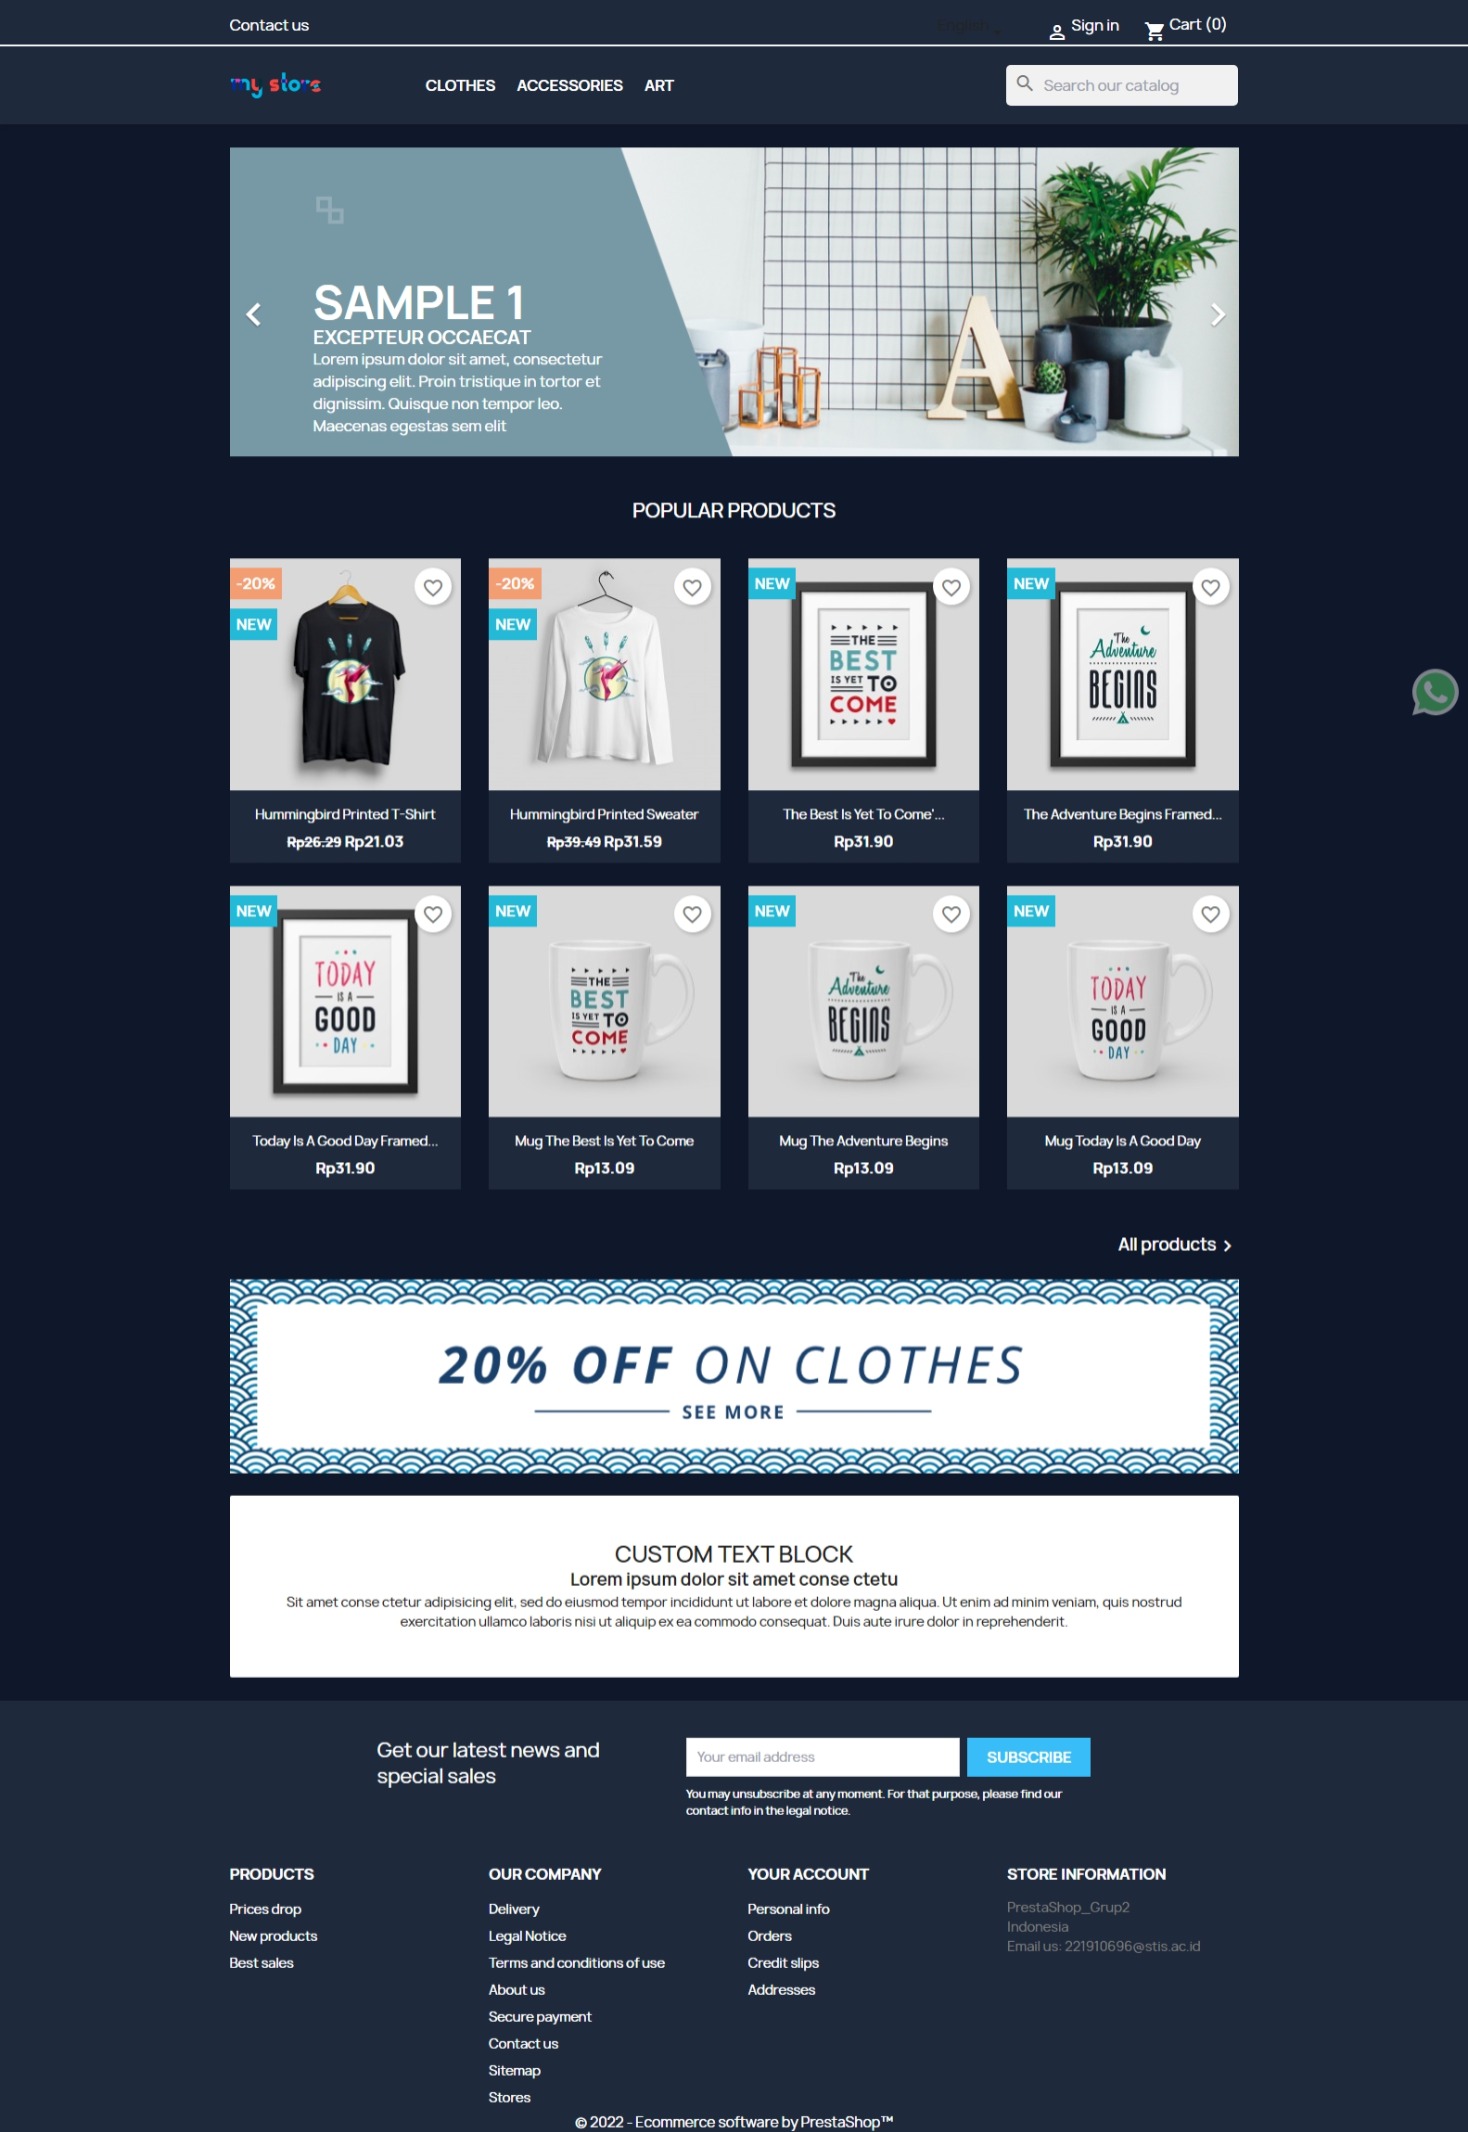 Contact us
English
Sign in
Cart (0)
my store
CLOTHES ACCESSORIES ART
Search our catalog
SAMPLE 1
EXCEPTEUR OCCAECAT
Lorem ipsum dolor sit amet, consectetur
adipiscing elit. Proin tristique in tortor et
dignissim. Quisque non tempor leo.
Maecenas egestas sem elit
A
POPULAR PRODUCTS
-20%
NEW
Hummingbird Printed T-Shirt
Rp26.29 Rp21.03
-20%
NEW
Hummingbird Printed Sweater
Rp39.49 Rp31.59
NEW
THE
BEST
IS YET TO
COME
The Best Is Yet To Come'...
Rp31.90
NEW
The
Adventure
BEGINS
The Adventure Begins Framed...
Rp31.90
NEW
TODAY
IS A
GOOD
DAY
Today Is A Good Day Framed...
Rp31.90
NEW
THE
BEST
IS YET TO
COME
Mug The Best Is Yet To Come
Rp13.09
NEW
The
Adventure
BEGINS
Mug The Adventure Begins
Rp13.09
NEW
TODAY
IS A
GOOD
DAY
Mug Today Is A Good Day
Rp13.09
All products
20% OFF ON CLOTHES
SEE MORE
CUSTOM TEXT BLOCK
Lorem ipsum dolor sit amet conse ctetu
Sit amet conse ctetur adipisicing elit, sed do eiusmod tempor incididunt ut labore et dolore magna aliqua. Ut enim ad minim veniam, quis nostrud
exercitation ullamco laboris nisi ut aliquip ex ea commodo consequat. Duis aute irure dolor in reprehenderit.
Get our latest news and
special sales
Your email address
SUBSCRIBE
You may unsubscribe at any moment. For that purpose, please find our
contact info in the legal notice.
PRODUCTS
Prices drop
New products
Best sales
OUR COMPANY
Delivery
Legal Notice
Terms and conditions of use
About us
Secure payment
Contact us
Sitemap
Stores
YOUR ACCOUNT
Personal info
Orders
Credit slips
Addresses
STORE INFORMATION
PrestaShop_Grup2
Indonesia
Email us: 221910696@stis.ac.id
© 2022 - Ecommerce software by PrestaShop™